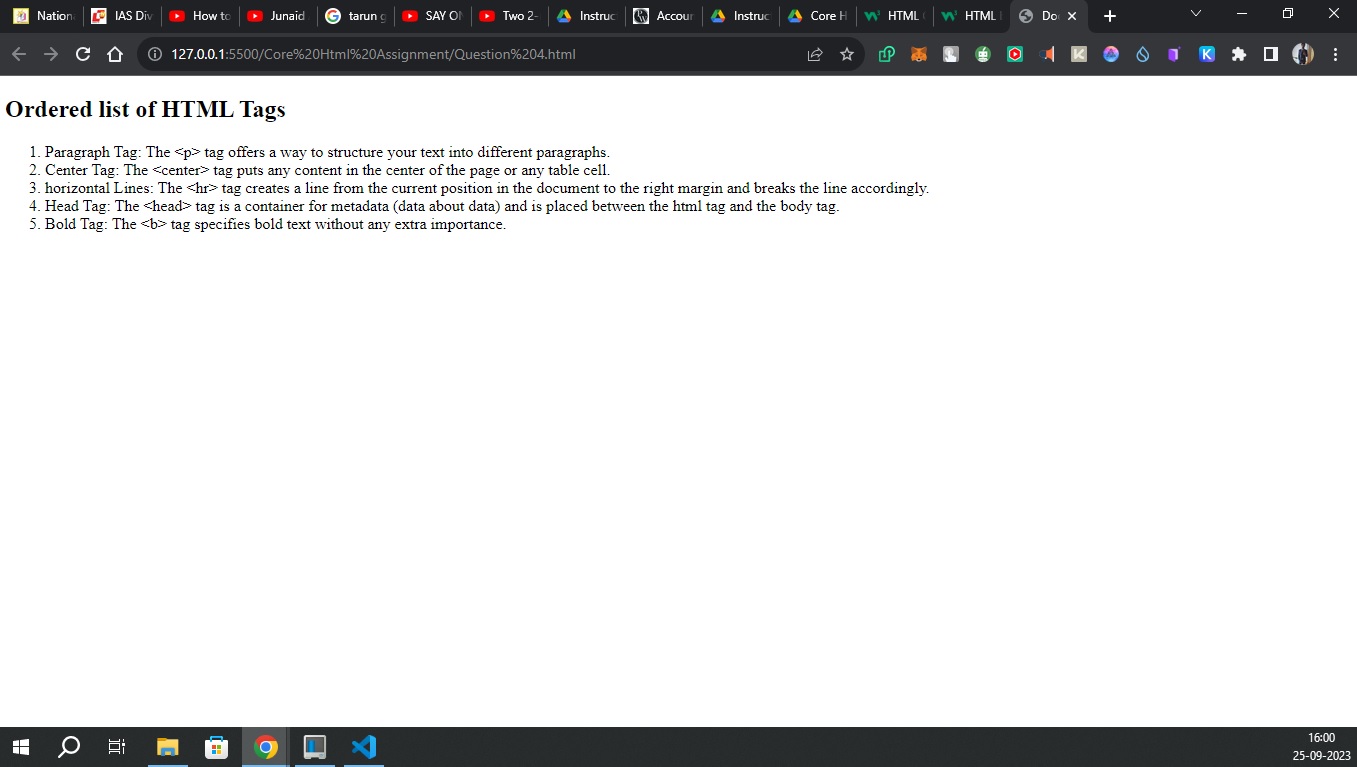 Nation
IAS Div
How to
Junaid
tarun g
SAY O
Two 2-
Instruc
Accour
Instruc
Core H
HTML
HTML
Do
127.0.0.1:5500/Core%20Html%20Assignment/Question%204.html
Ordered list of HTML Tags
1. Paragraph Tag: The <p> tag offers a way to structure your text into different paragraphs.
2. Center Tag: The <center> tag puts any content in the center of the page or any table cell.
3. horizontal Lines: The <hr> tag creates a line from the current position in the document to the right margin and breaks the line accordingly.
4. Head Tag: The <head> tag is a container for metadata (data about data) and is placed between the html tag and the body tag.
5. Bold Tag: The <b> tag specifies bold text without any extra importance.
16:00
25-09-2023